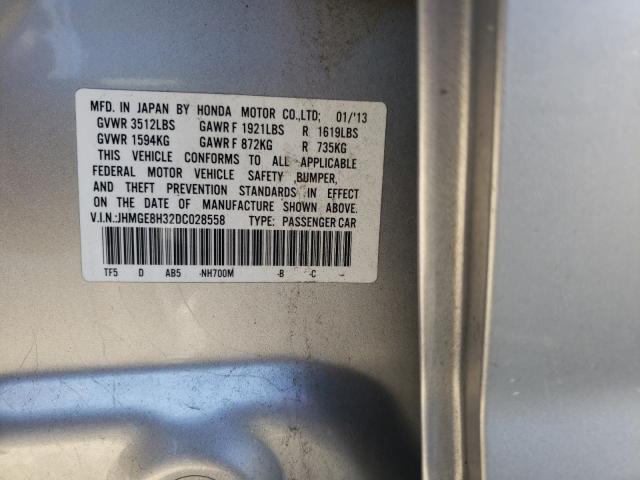 MFD. IN JAPAN BY HONDA MOTOR CO.,LTD; 01/'13
GVWR 3512LBS GAWR F 1921LBS R 1619LBS
GVWR 1594KG GAWR F 872KG R 735KG
THIS VEHICLE CONFORMS TO ALL APPLICABLE
FEDERAL MOTOR VEHICLE SAFETY ,BUMPER,
AND THEFT PREVENTION STANDARDS IN EFFECT
ON THE DATE OF MANUFACTURE SHOWN ABOVE.
V.I.N.:JHMGE8H32DC028558 TYPE: PASSENGER CAR
TF5 D AB5 -NH700M -B -C -